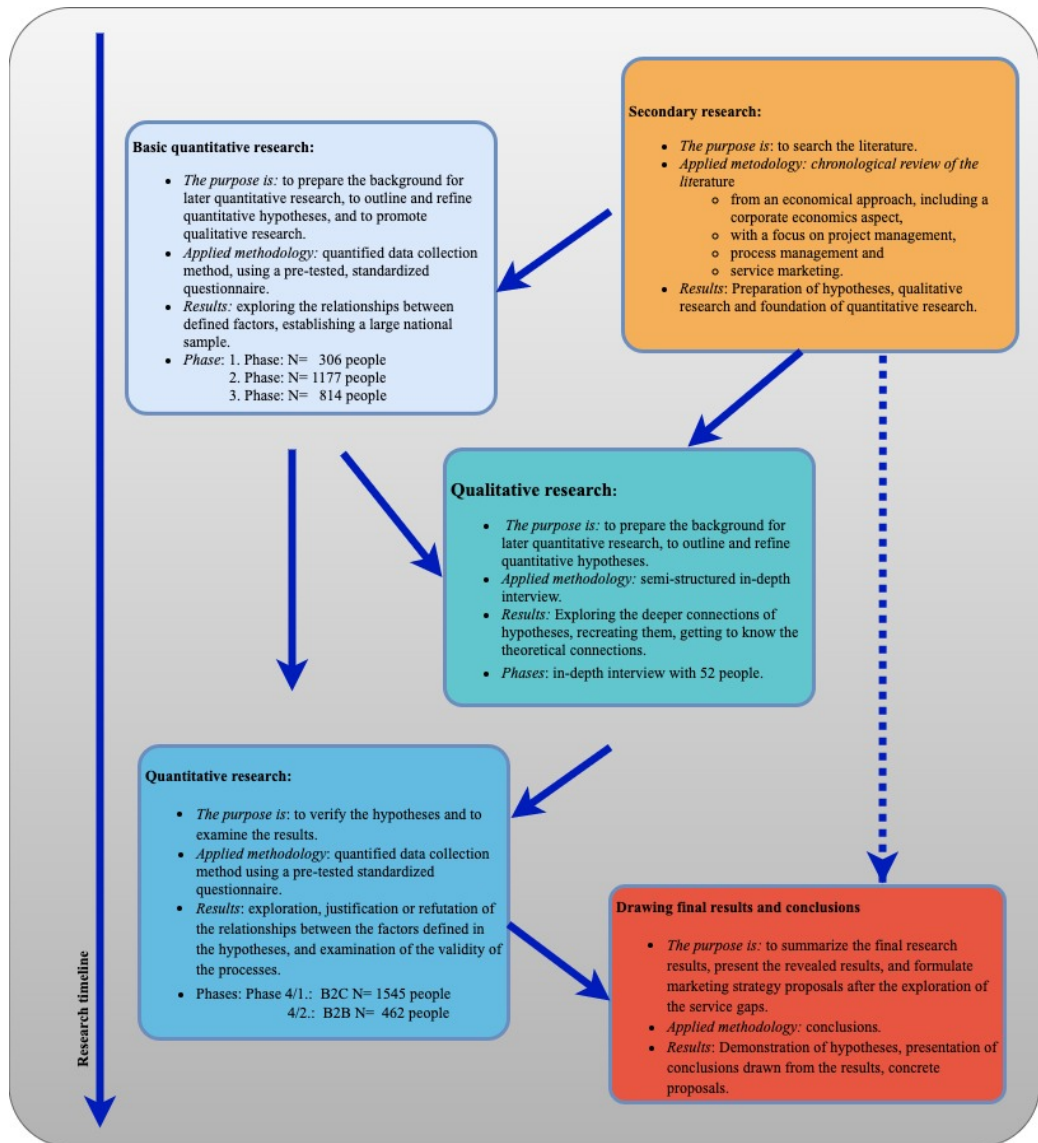 Secondary research:
• The purpose is: to search the literature.
• Applied metodology: chronological review of the
literature
○ from an economical approach, including a
corporate economics aspect,
○ with a focus on project management,
○ process management and
○ service marketing.
• Results: Preparation of hypotheses, qualitative
research and foundation of quantitative research.
Basic quantitative research:
• The purpose is: to prepare the background for
later quantitative research, to outline and refine
quantitative hypotheses, and to promote
qualitative research.
• Applied methodology: quantified data collection
method, using a pre-tested, standardized
questionnaire.
• Results: exploring the relationships between
defined factors, establishing a large national
sample.
• Phase: 1. Phase: N= 306 people
2. Phase: N= 1177 people
3. Phase: N= 814 people
Qualitative research:
• The purpose is: to prepare the background for
later quantitative research, to outline and refine
quantitative hypotheses.
• Applied methodology: semi-structured in-depth
interview.
• Results: Exploring the deeper connections of
hypotheses, recreating them, getting to know the
theoretical connections.
• Phases: in-depth interview with 52 people.
Quantitative research:
• The purpose is: to verify the hypotheses and to
examine the results.
• Applied methodology: quantified data collection
method using a pre-tested standardized
questionnaire.
• Results: exploration, justification or refutation of
the relationships between the factors defined in
the hypotheses, and examination of the validity of
the processes.
• Phases: Phase 4/1.: B2C N= 1545 people
4/2.: B2B N= 462 people
Drawing final results and conclusions
• The purpose is: to summarize the final research
results, present the revealed results, and formulate
marketing strategy proposals after the exploration
of the service gaps.
• Applied methodology: conclusions.
• Results: Demonstration of hypotheses, presentation of
conclusions drawn from the results, concrete
proposals.
Research timeline